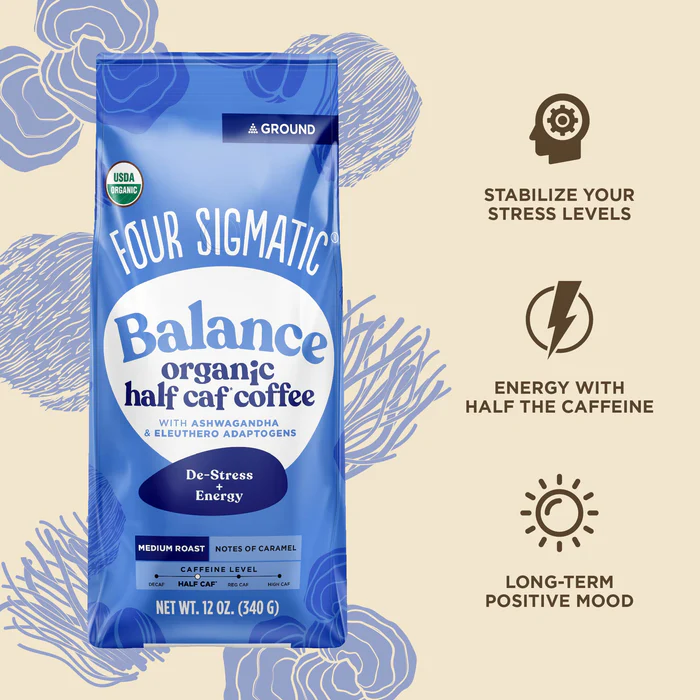 GROUND
USDA
ORGANIC
FOUR SIGMATIC®
Balance
organic
half caf* coffee
WITH ASHWAGANDHA
& ELEUTHERO ADAPTOGENS
De-Stress
+
Energy
MEDIUM ROAST NOTES OF CARAMEL
CAFFEINE LEVEL
DECAF HALF CAF* REG CAF HIGH CAF
NET WT. 12 OZ. (340 G)
STABILIZE YOUR
STRESS LEVELS
ENERGY WITH
HALF THE CAFFEINE
LONG-TERM
POSITIVE MOOD